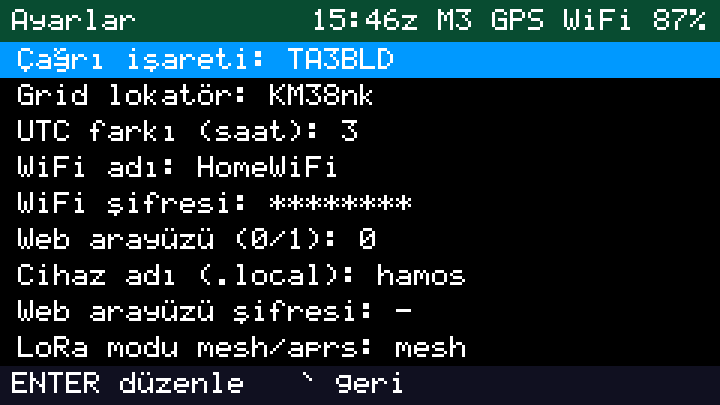 Ayarlar 15:46z M3 GPS WiFi 87%
Çağrı işareti: TA3BLD
Grid lokatör: KM38nk
UTC farkı (saat): 3
WiFi adı: HomeWiFi
WiFi şifresi: ********
Web arayüzü (0/1): 0
Cihaz adı (.local): hamos
Web arayüzü şifresi: -
LoRa modu mesh/aprs: mesh
ENTER düzenle ` geri